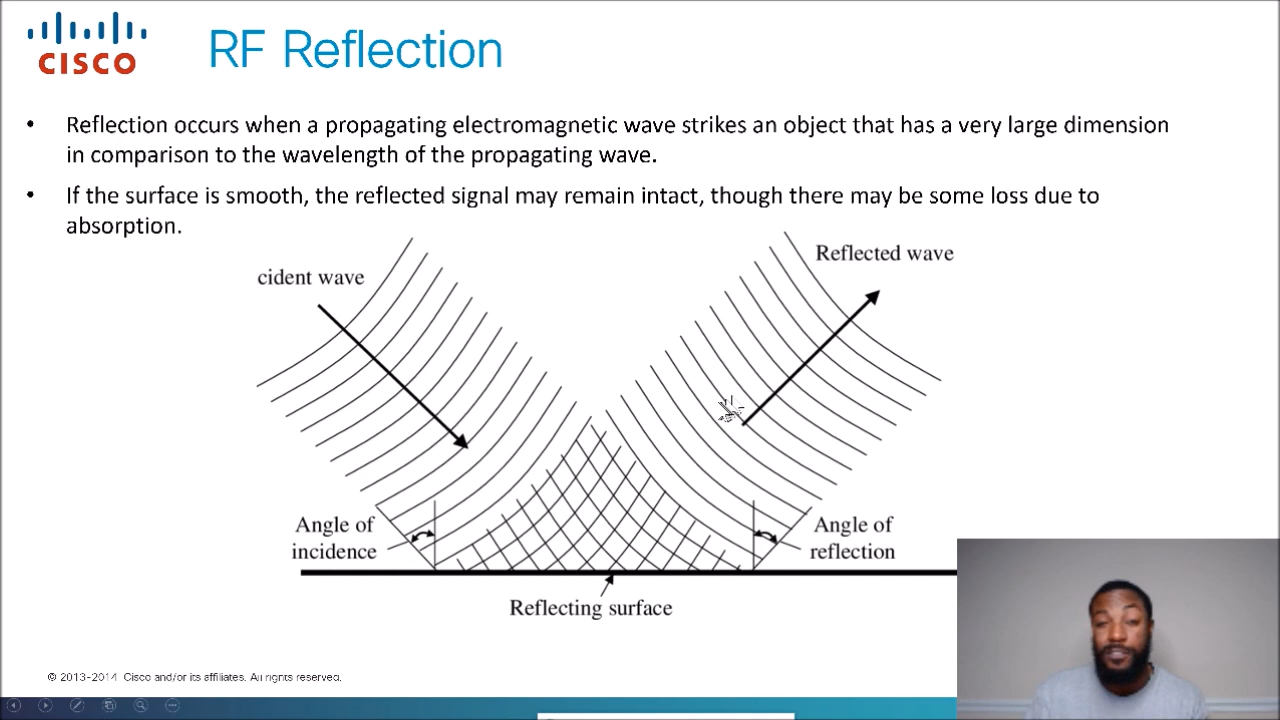 CISCO
RF Reflection
• Reflection occurs when a propagating electromagnetic wave strikes an object that has a very large dimension
in comparison to the wavelength of the propagating wave.
• If the surface is smooth, the reflected signal may remain intact, though there may be some loss due to
absorption.
cident wave
Reflected wave
Angle of
incidence
Angle of
reflection
Reflecting surface
© 2013-2014 Cisco and/or its affiliates. All rights reserved.